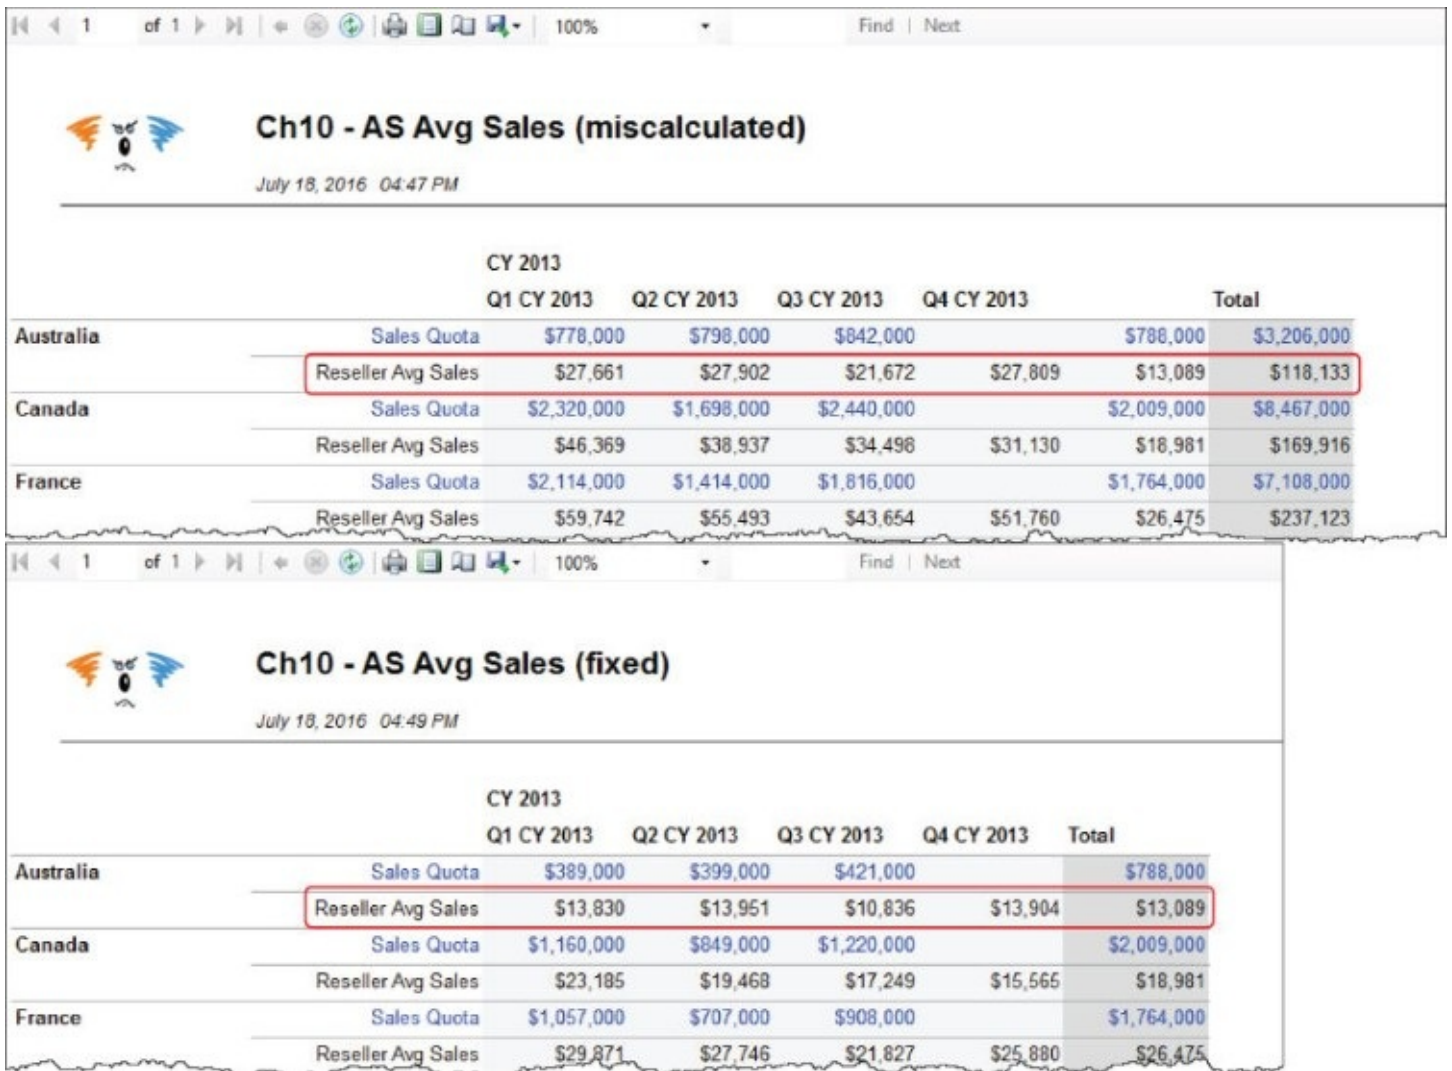 1 of 1 100% Find | Next
Ch10 - AS Avg Sales (miscalculated)
July 18, 2016 04:47 PM
CY 2013
Q1 CY 2013 Q2 CY 2013 Q3 CY 2013 Q4 CY 2013 Total
Australia Sales Quota $778,000 $798,000 $842,000 $788,000 $3,206,000
Reseller Avg Sales $27,661 $27,902 $21,672 $27,809 $13,089 $118,133
Canada Sales Quota $2,320,000 $1,698,000 $2,440,000 $2,009,000 $8,467,000
Reseller Avg Sales $46,369 $38,937 $34,498 $31,130 $18,981 $169,916
France Sales Quota $2,114,000 $1,414,000 $1,816,000 $1,764,000 $7,108,000
Reseller Avg Sales $59,742 $55,493 $43,654 $51,760 $26,475 $237,123
1 of 1 100% Find | Next
Ch10 - AS Avg Sales (fixed)
July 18, 2016 04:49 PM
CY 2013
Q1 CY 2013 Q2 CY 2013 Q3 CY 2013 Q4 CY 2013 Total
Australia Sales Quota $389,000 $399,000 $421,000 $788,000
Reseller Avg Sales $13,830 $13,951 $10,836 $13,904 $13,089
Canada Sales Quota $1,160,000 $849,000 $1,220,000 $2,009,000
Reseller Avg Sales $23,185 $19,468 $17,249 $15,565 $18,981
France Sales Quota $1,057,000 $707,000 $908,000 $1,764,000
Reseller Avg Sales $29,871 $27,746 $21,827 $25,880 $26,475